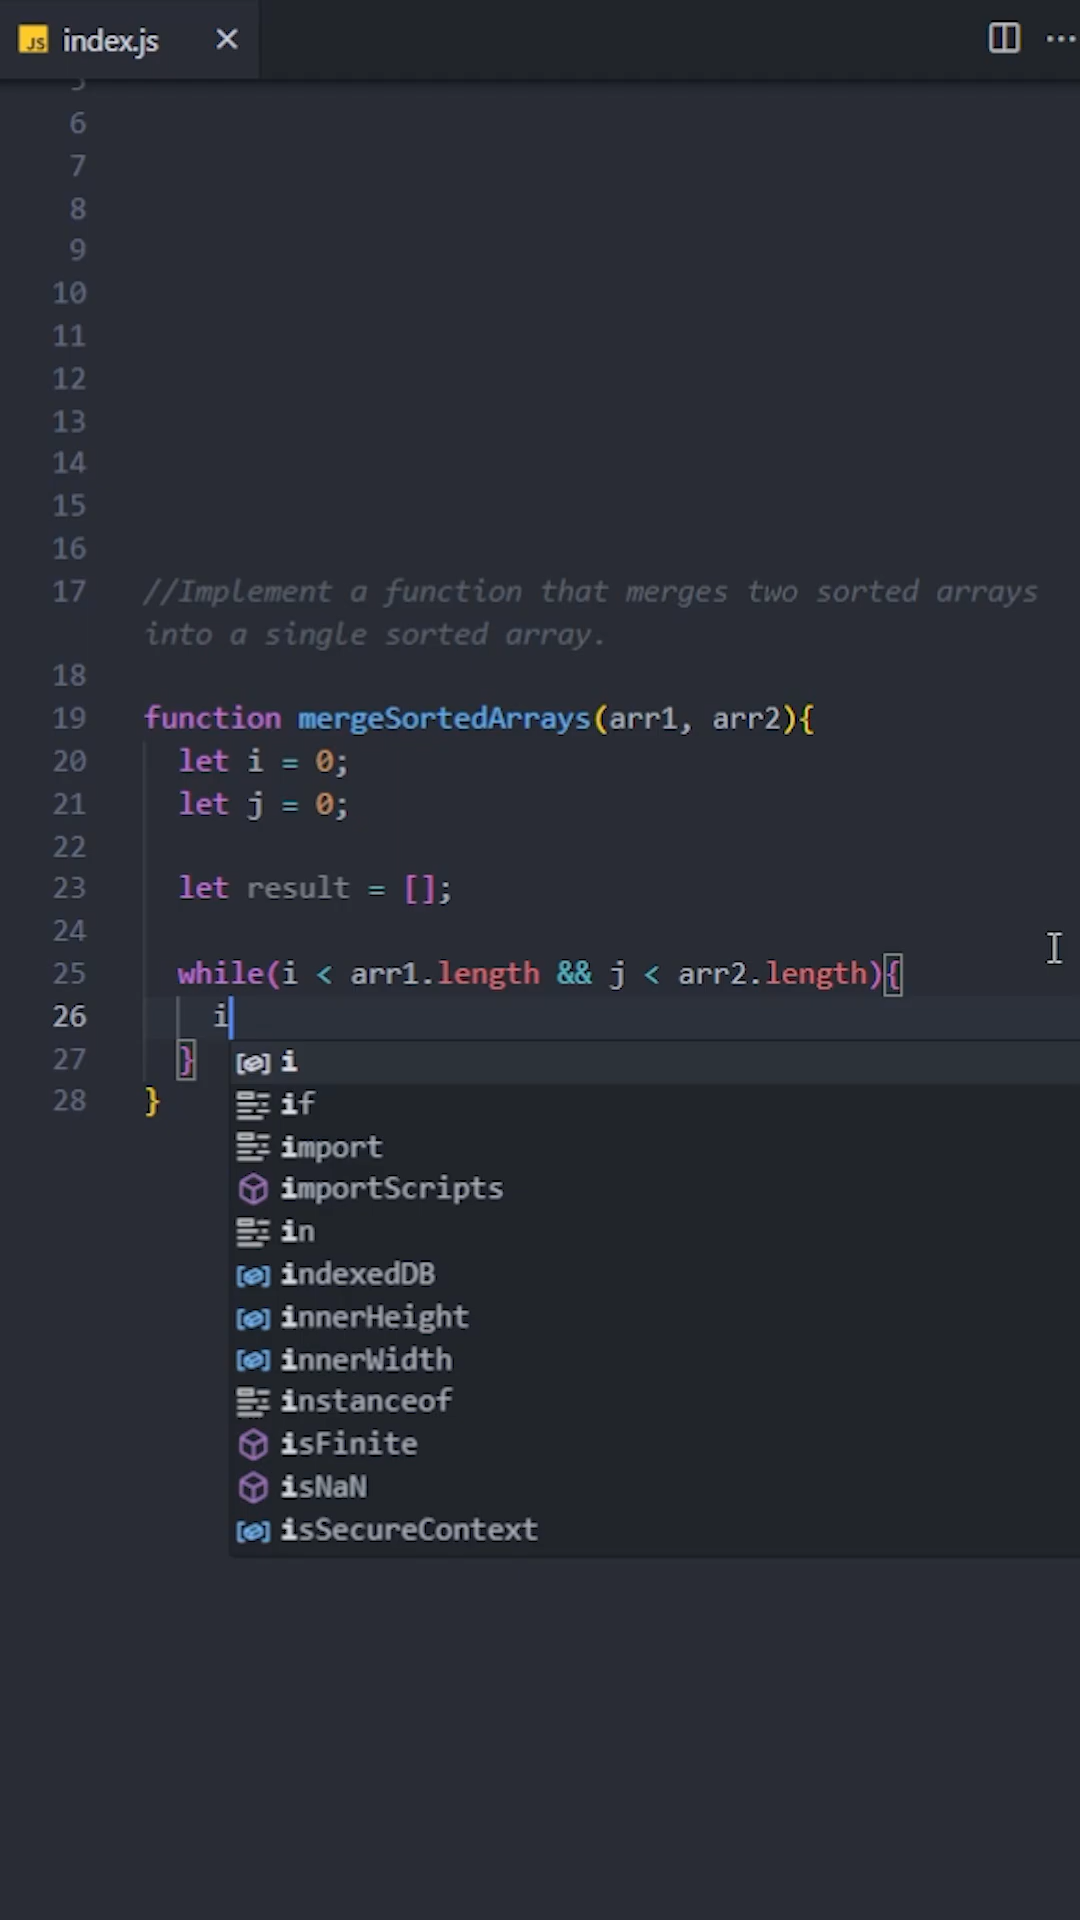 JS index.js
5
6
7
8
9
10
11
12
13
14
15
16
17 //Implement a function that merges two sorted arrays
into a single sorted array.
18
19 function mergeSortedArrays(arr1, arr2){
20 let i = 0;
21 let j = 0;
22
23 let result = [];
24
25 while(i < arr1.length && j < arr2.length){
26 i
27 }
28 }
i
if
import
importScripts
in
indexedDB
innerHeight
innerWidth
instanceof
isFinite
isNaN
isSecureContext